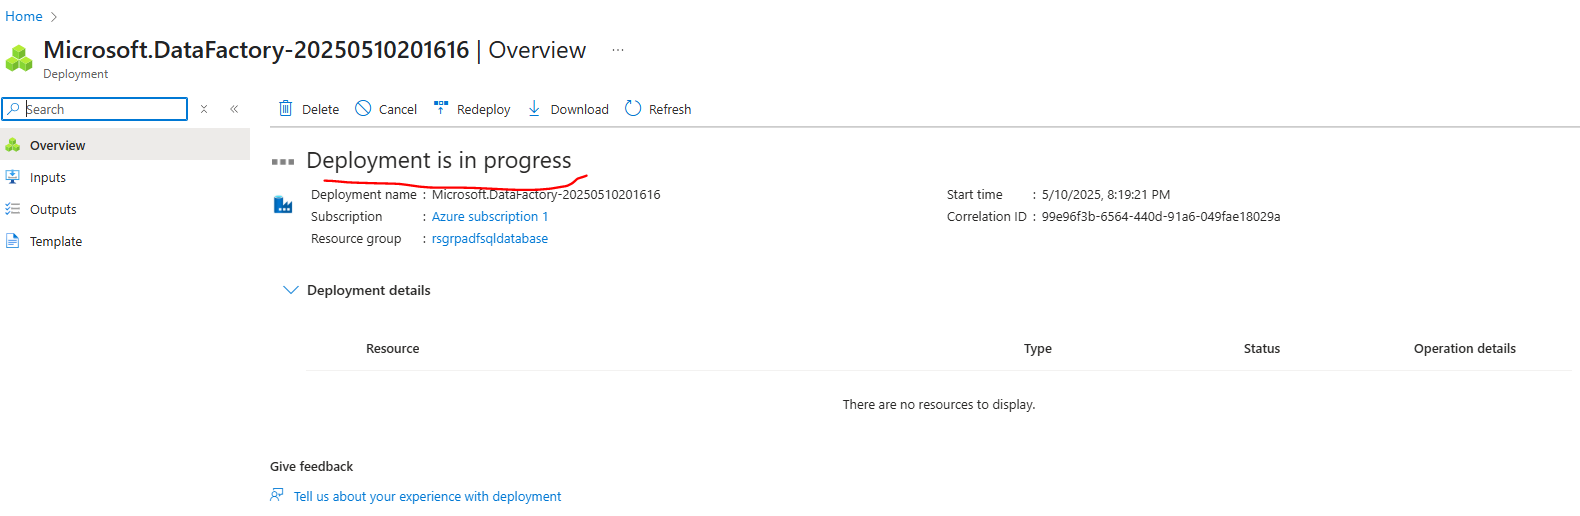 Home >
Microsoft.DataFactory-20250510201616 | Overview ...
Deployment
Search
Delete Cancel Redeploy Download Refresh
Overview
Inputs
Outputs
Template
Deployment is in progress
Deployment name : Microsoft.DataFactory-20250510201616
Subscription : Azure subscription 1
Resource group : rsgrpadfsqldatabase
Start time : 5/10/2025, 8:19:21 PM
Correlation ID : 99e96f3b-6564-440d-91a6-049fae18029a
Deployment details
Resource Type Status Operation details
There are no resources to display.
Give feedback
Tell us about your experience with deployment